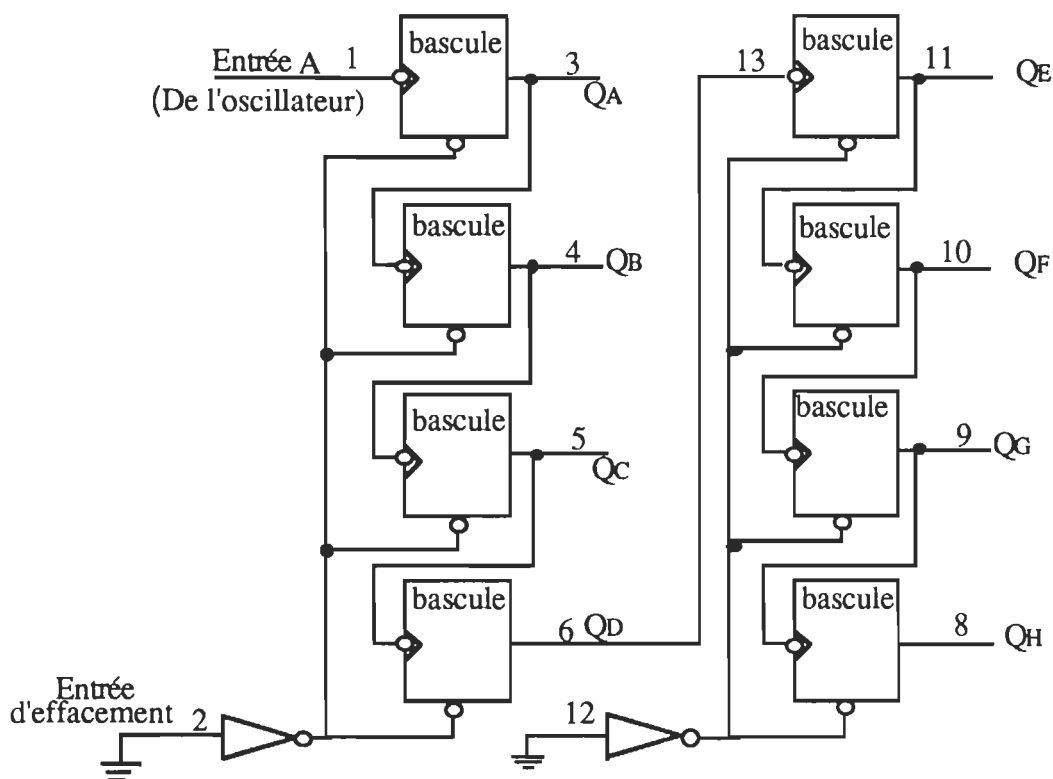 bascule
Entrée A
1
3
QA
(De l'oscillateur)
bascule
4
QB
bascule
5
QC
bascule
6
QD
Entrée
d'effacement
2
bascule
13
11
QE
bascule
10
QF
bascule
9
QG
bascule
8
QH
12